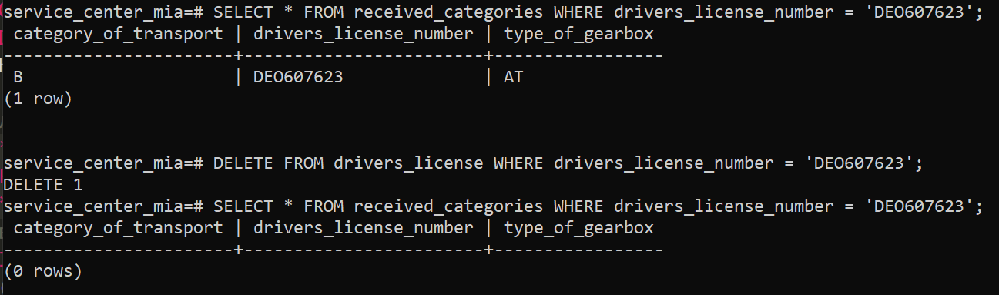 service_center_mia=# SELECT * FROM received_categories WHERE drivers_license_number = 'DEO607623';
 category_of_transport | drivers_license_number | type_of_gearbox
-----------------------+------------------------+-----------------
 B                     | DEO607623              | AT
(1 row)
service_center_mia=# DELETE FROM drivers_license WHERE drivers_license_number = 'DEO607623';
DELETE 1
service_center_mia=# SELECT * FROM received_categories WHERE drivers_license_number = 'DEO607623';
 category_of_transport | drivers_license_number | type_of_gearbox
-----------------------+------------------------+-----------------
(0 rows)